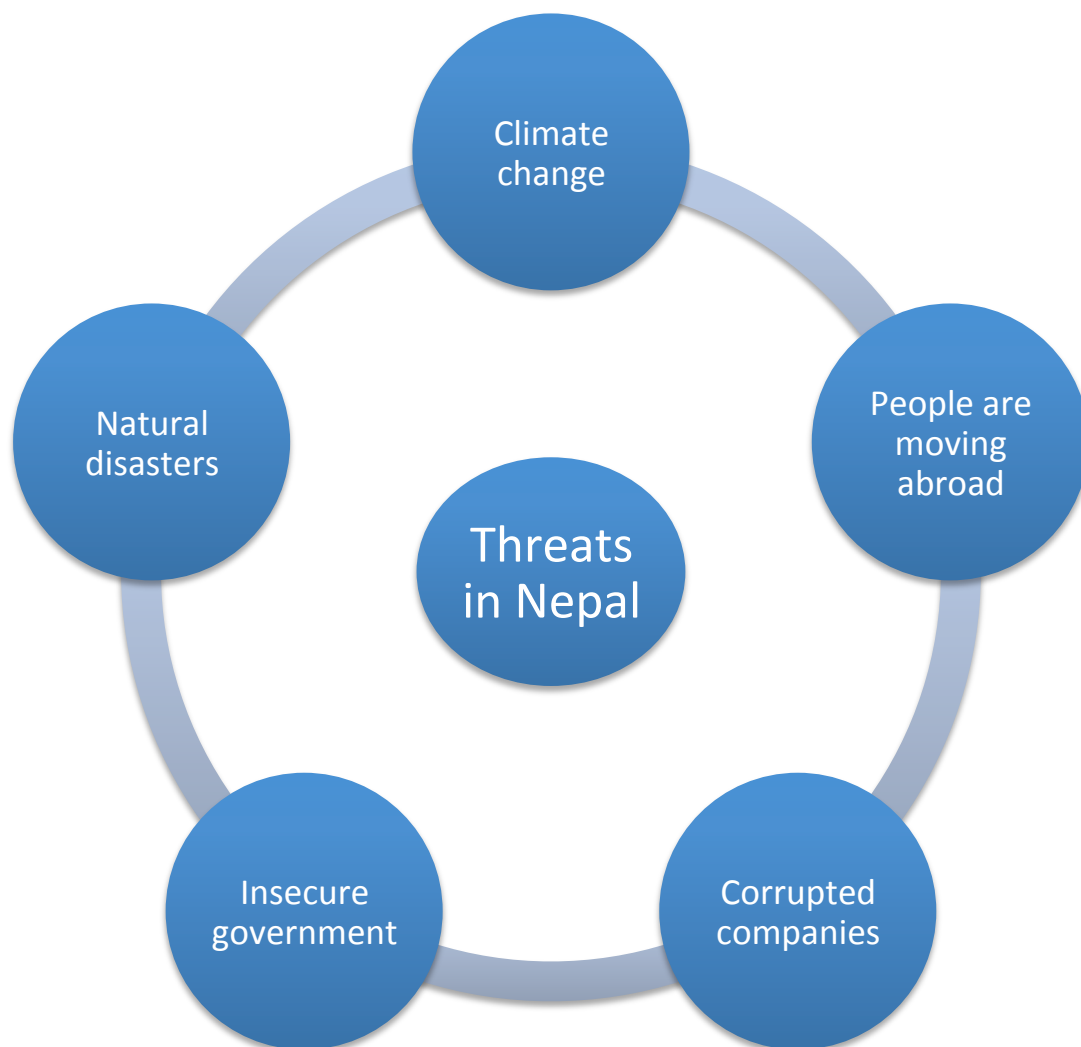 Climate
change
People are
moving
abroad
Corrupted
companies
Insecure
government
Natural
disasters
Threats
in Nepal